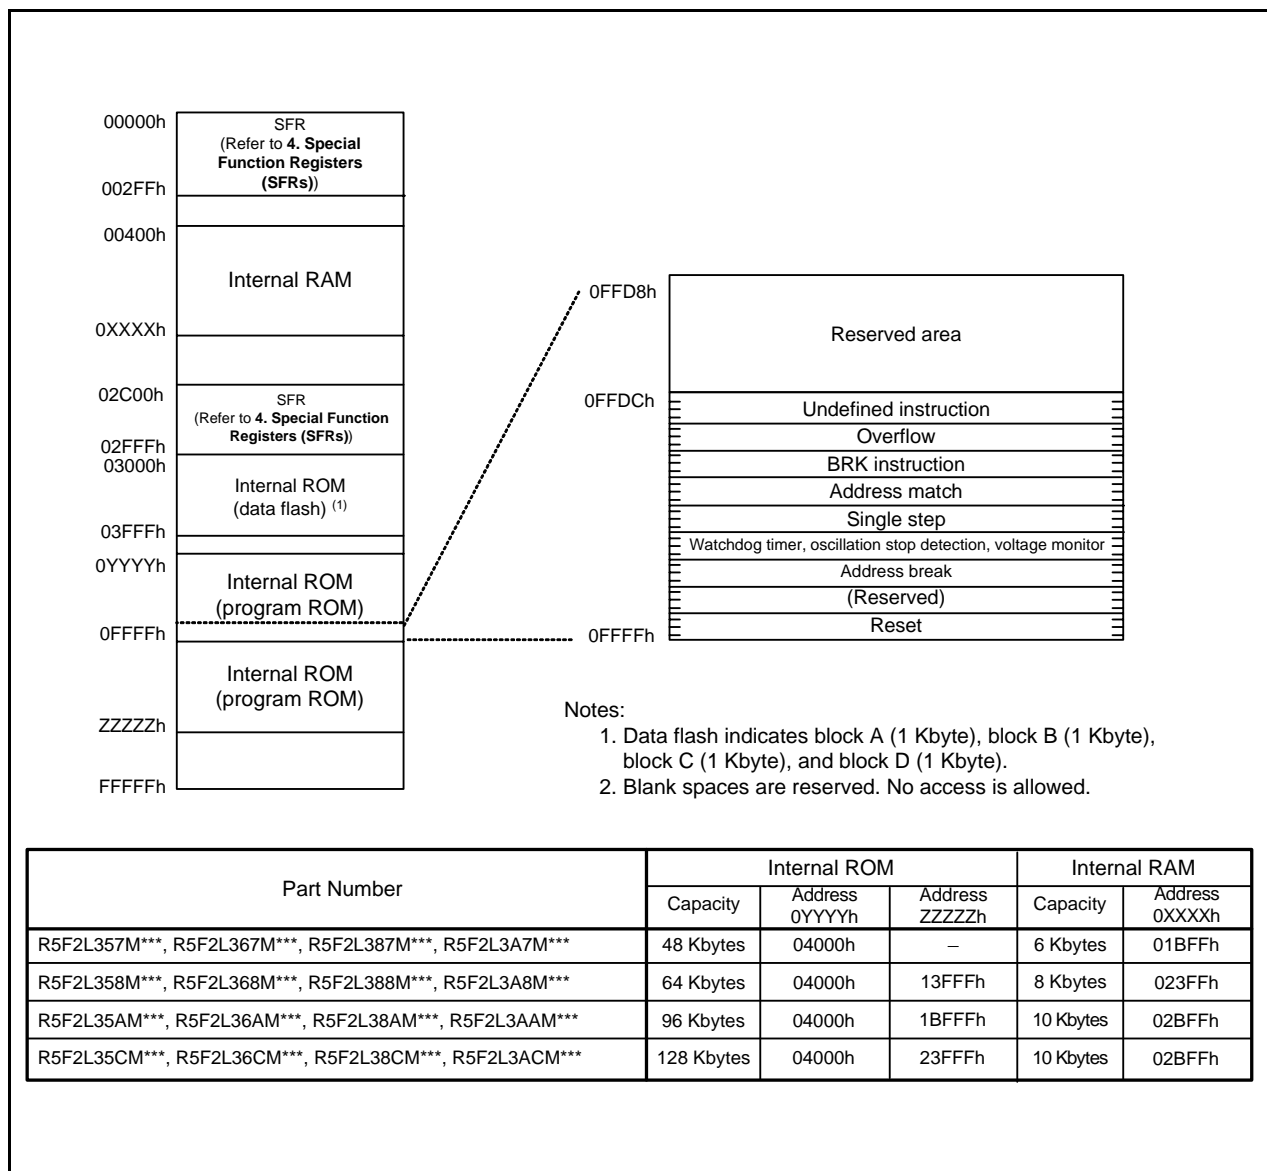 00000h
SFR
(Refer to 4. Special
Function Registers
(SFRs))
002FFh
00400h
Internal RAM
0XXXXh
02C00h
SFR
(Refer to 4. Special Function
Registers (SFRs))
02FFFh
03000h
Internal ROM
(data flash) (1)
03FFFh
0YYYYh
Internal ROM
(program ROM)
0FFFFh
Internal ROM
(program ROM)
ZZZZZh
FFFFFh
0FFD8h
Reserved area
0FFDCh
Undefined instruction
Overflow
BRK instruction
Address match
Single step
Watchdog timer, oscillation stop detection, voltage monitor
Address break
(Reserved)
Reset
0FFFFh
Notes:
1. Data flash indicates block A (1 Kbyte), block B (1 Kbyte),
block C (1 Kbyte), and block D (1 Kbyte).
2. Blank spaces are reserved. No access is allowed.
Part Number Internal ROM Internal RAM
Capacity Address 0YYYYh Address ZZZZZh Capacity Address 0XXXXh
R5F2L357M***, R5F2L367M***, R5F2L387M***, R5F2L3A7M*** 48 Kbytes 04000h – 6 Kbytes 01BFFh
R5F2L358M***, R5F2L368M***, R5F2L388M***, R5F2L3A8M*** 64 Kbytes 04000h 13FFFh 8 Kbytes 023FFh
R5F2L35AM***, R5F2L36AM***, R5F2L38AM***, R5F2L3AAM*** 96 Kbytes 04000h 1BFFFh 10 Kbytes 02BFFh
R5F2L35CM***, R5F2L36CM***, R5F2L38CM***, R5F2L3ACM*** 128 Kbytes 04000h 23FFFh 10 Kbytes 02BFFh